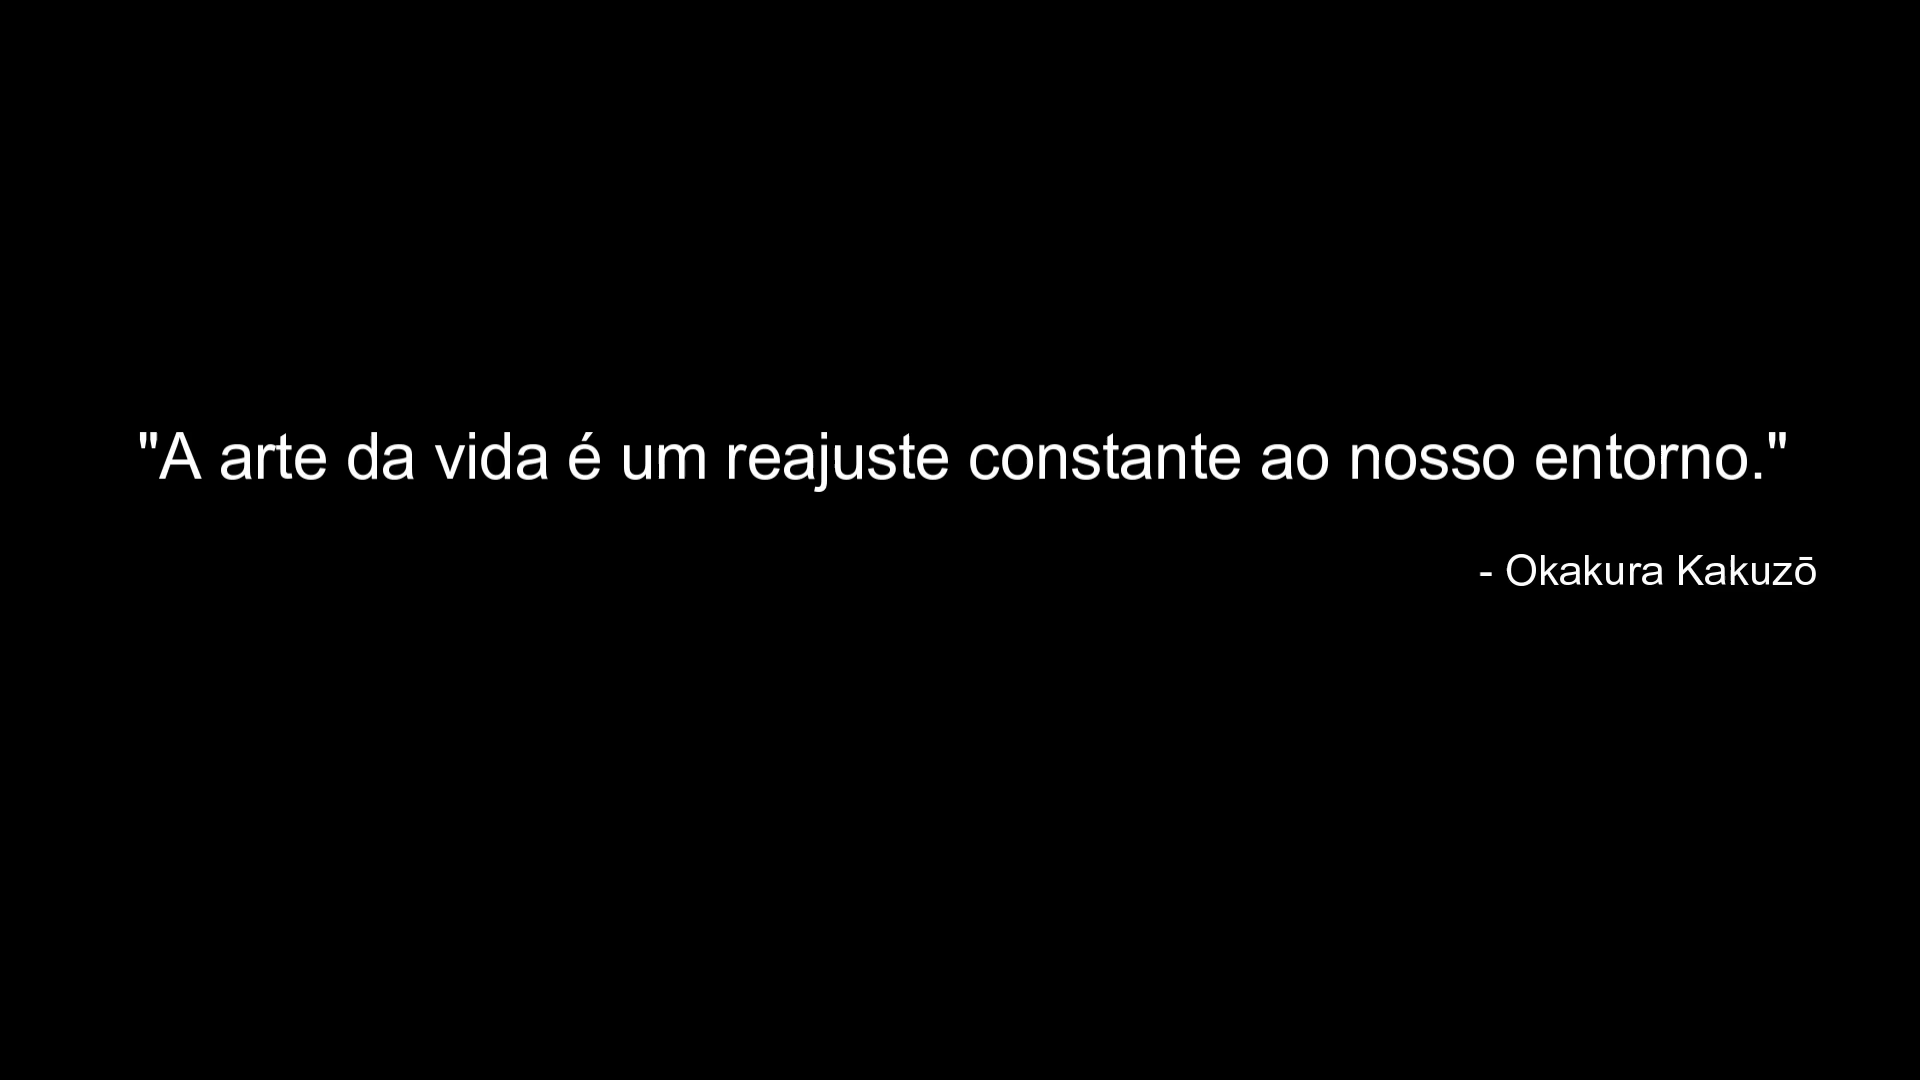 "A arte da vida é um reajuste constante ao nosso entorno."
- Okakura Kakuzō